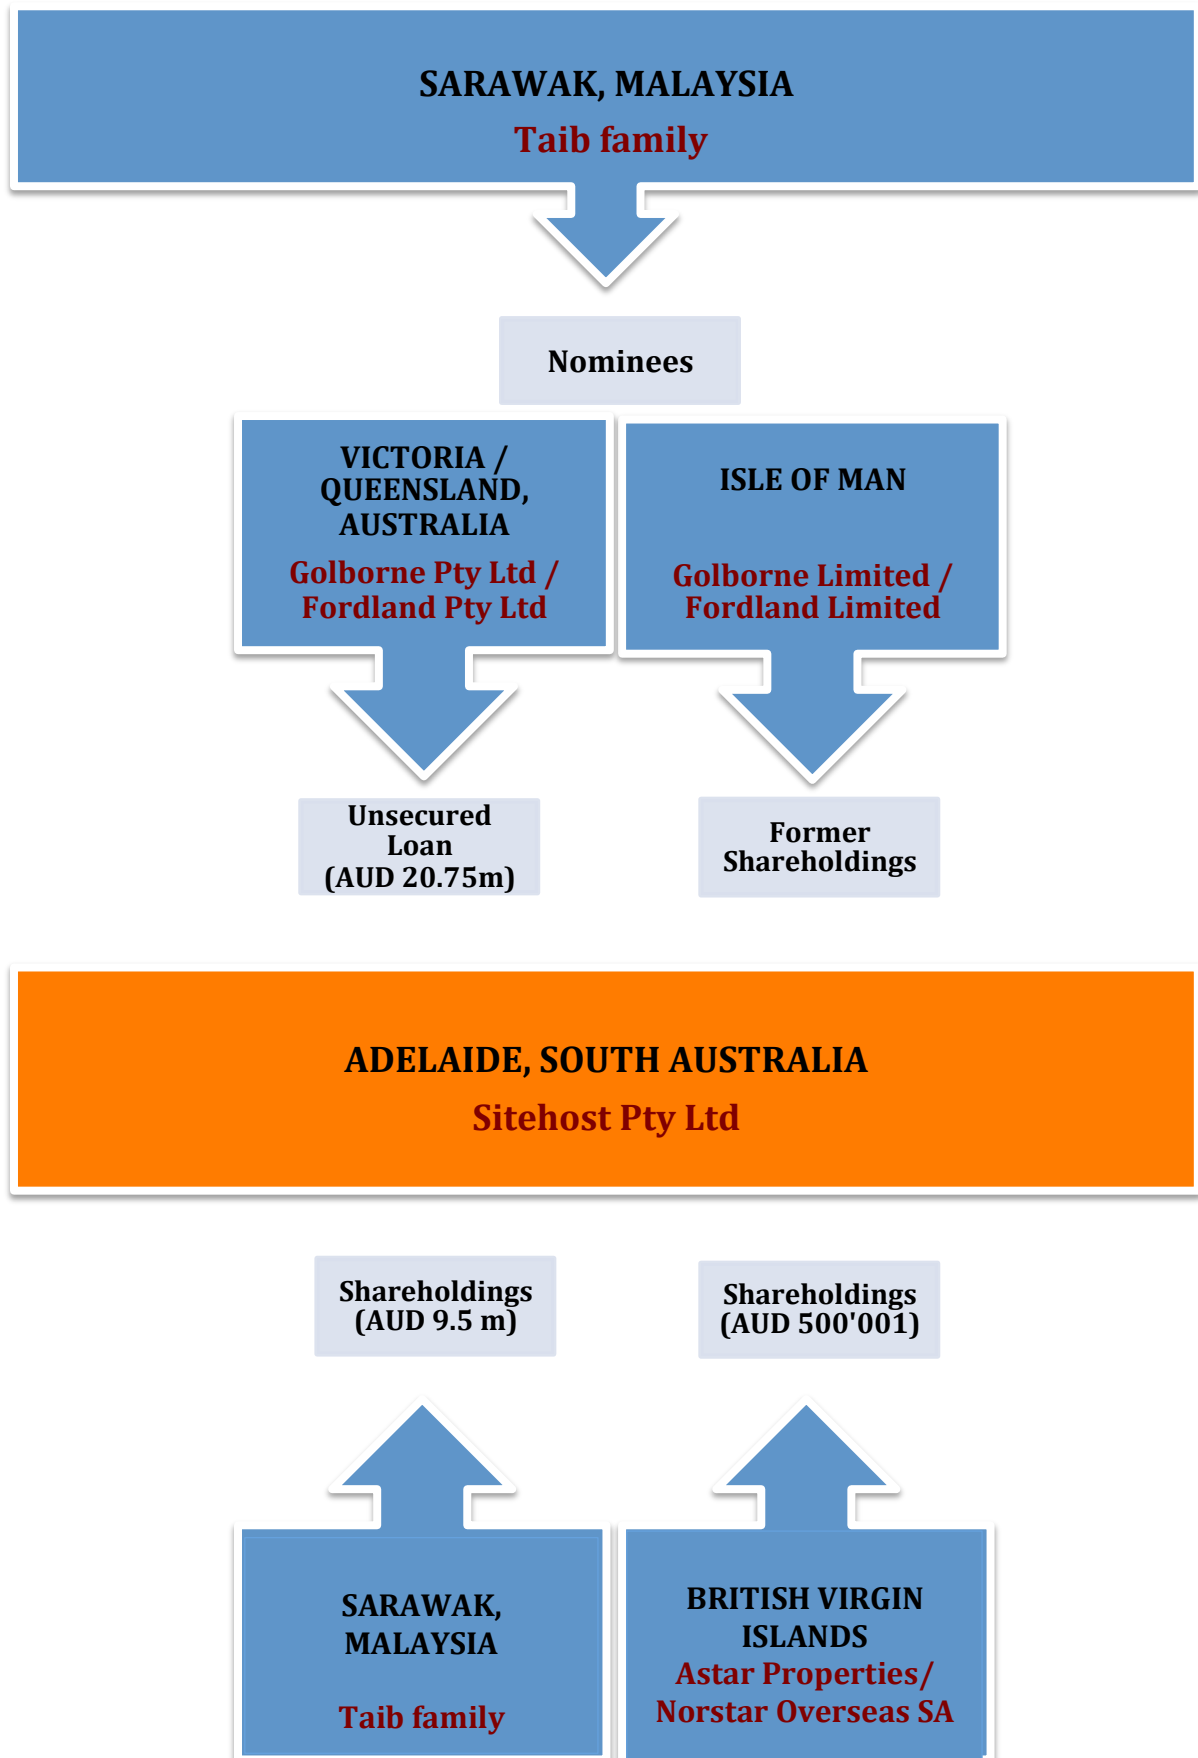 SARAWAK, MALAYSIA
Taib family
Nominees
VICTORIA /
QUEENSLAND,
AUSTRALIA
Golborne Pty Ltd /
Fordland Pty Ltd
ISLE OF MAN
Golborne Limited /
Fordland Limited
Unsecured
Loan
(AUD 20.75m)
Former
Shareholdings
ADELAIDE, SOUTH AUSTRALIA
Sitehost Pty Ltd
Shareholdings
(AUD 9.5 m)
Shareholdings
(AUD 500'001)
SARAWAK,
MALAYSIA
Taib family
BRITISH VIRGIN
ISLANDS
Astar Properties/
Norstar Overseas SA